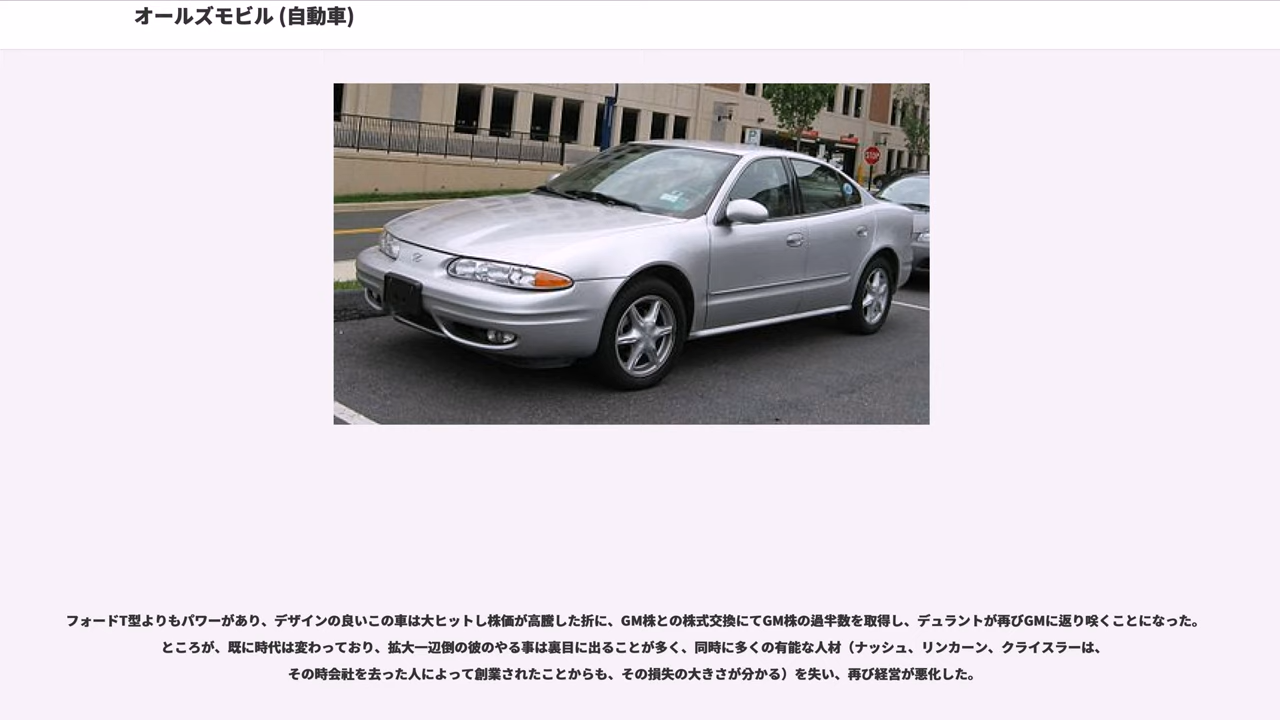 オールズモビル (自動車)
P
STOP
フォードT型よりもパワーがあり、デザインの良いこの車は大ヒットし株価が高騰した折に、GM株との株式交換にてGM株の過半数を取得し、デュラントが再びGMに返り咲くことになった。
ところが、既に時代は変わっており、拡大一辺倒の彼のやる事は裏目に出ることが多く、同時に多くの有能な人材（ナッシュ、リンカーン、クライスラーは、
その時会社を去った人によって創業されたことからも、その損失の大きさが分かる）を失い、再び経営が悪化した。